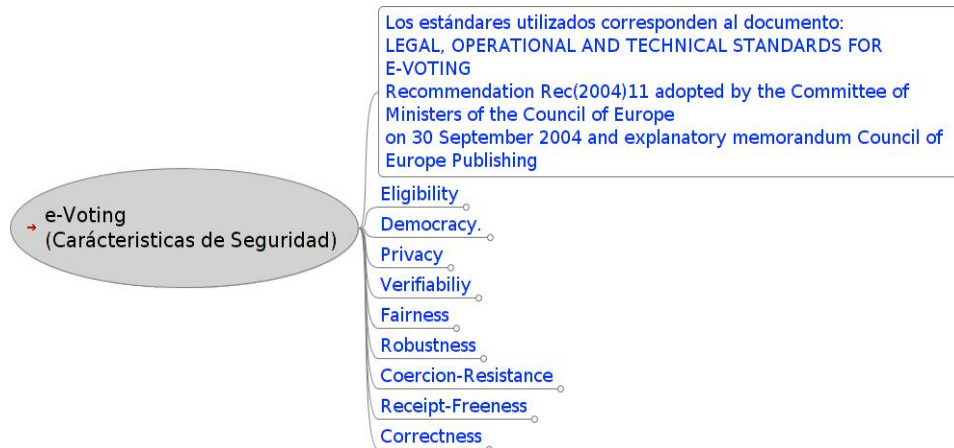 Los estándares utilizados corresponden al documento:
LEGAL, OPERATIONAL AND TECHNICAL STANDARDS FOR
E-VOTING
Recommendation Rec(2004)11 adopted by the Committee of
Ministers of the Council of Europe
on 30 September 2004 and explanatory memorandum Council of
Europe Publishing
e-Voting
(Carácteristicas de Seguridad)
Eligibility
Democracy.
Privacy
Verifiabiliy
Fairness
Robustness
Coercion-Resistance
Receipt-Freeness
Correctness